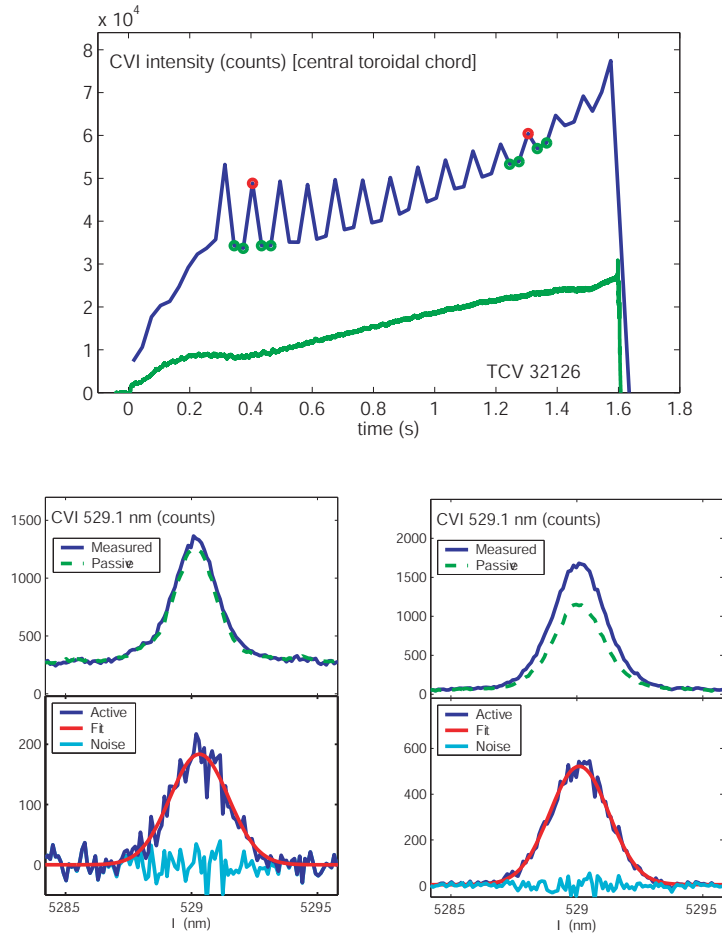 x 10⁴
CVI intensity (counts) [central toroidal chord]
8
7
6
5
4
3
2
1
0
TCV 32126
0 0.2 0.4 0.6 0.8 1 1.2 1.4 1.6 1.8
time (s)
CVI 529.1 nm (counts)
Measured
Passive
1500
1000
500
0
Active
Fit
Noise
200
100
0
5285 529 5295
l (nm)
CVI 529.1 nm (counts)
Measured
Passive
2000
1500
1000
500
0
Active
Fit
Noise
600
400
200
0
5285 529 5295
l (nm)